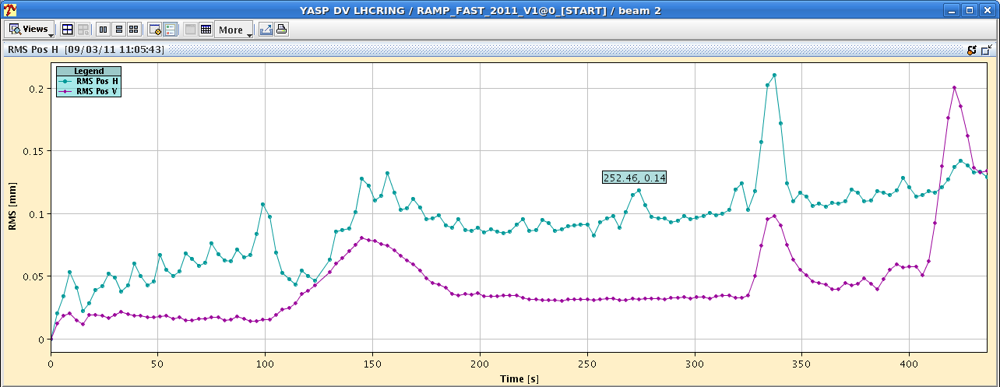 YASP DV LHCRING / RAMP_FAST_2011_V1@0_[START] / beam 2
Views More
RMS Pos H [09/03/11 11:05:43]
Legend
RMS Pos H
RMS Pos V
0.2
0.15
0.1
0.05
0
RMS [mm]
252.46, 0.14
0 50 100 150 200 250 300 350 400
Time [s]